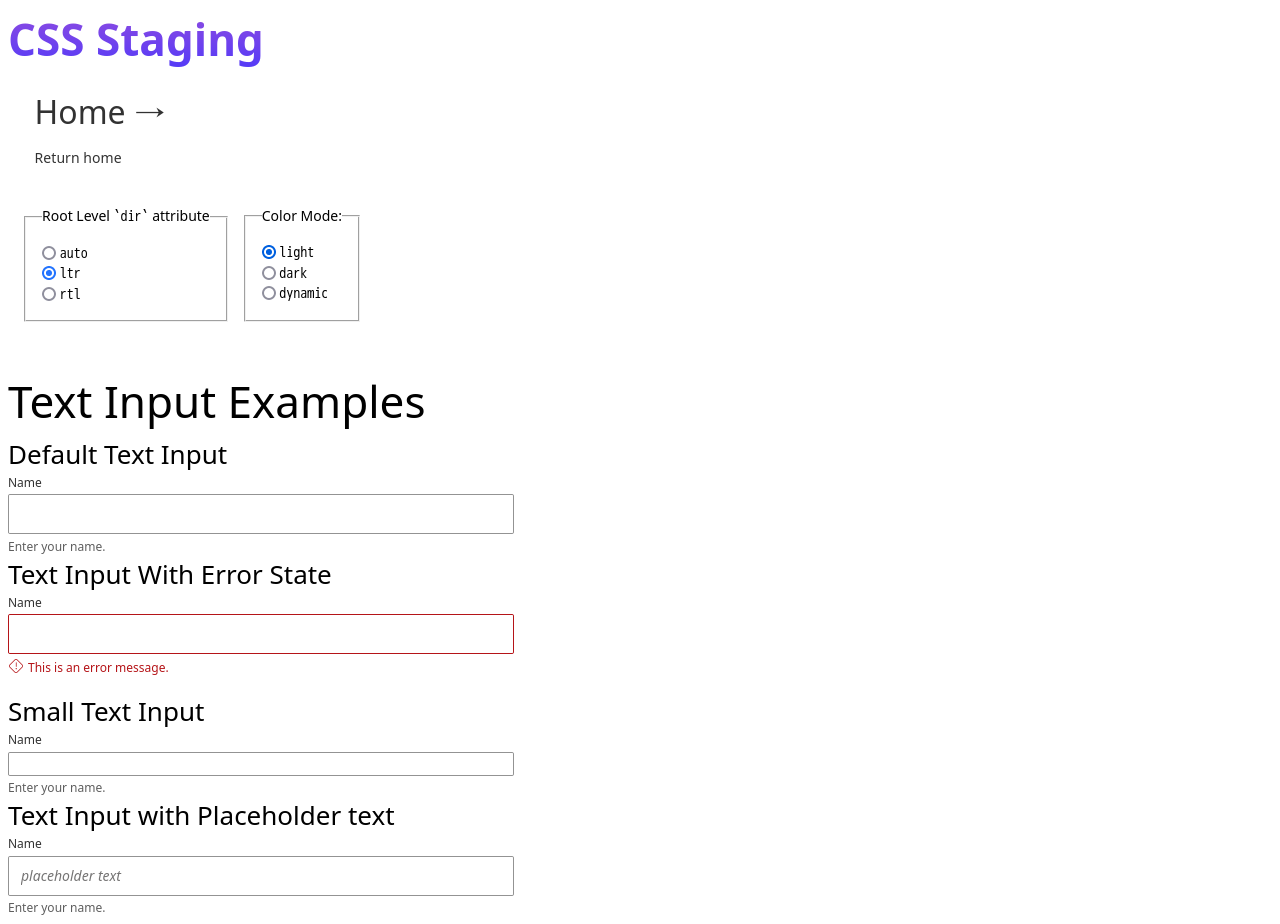 CSS Staging
Home →
Return home
Root Level `dir` attribute
auto
ltr
rtl
Color Mode:
light
dark
dynamic
Text Input Examples
Default Text Input
Name
Enter your name.
Text Input With Error State
Name
This is an error message.
Small Text Input
Name
Enter your name.
Text Input with Placeholder text
Name
placeholder text
Enter your name.